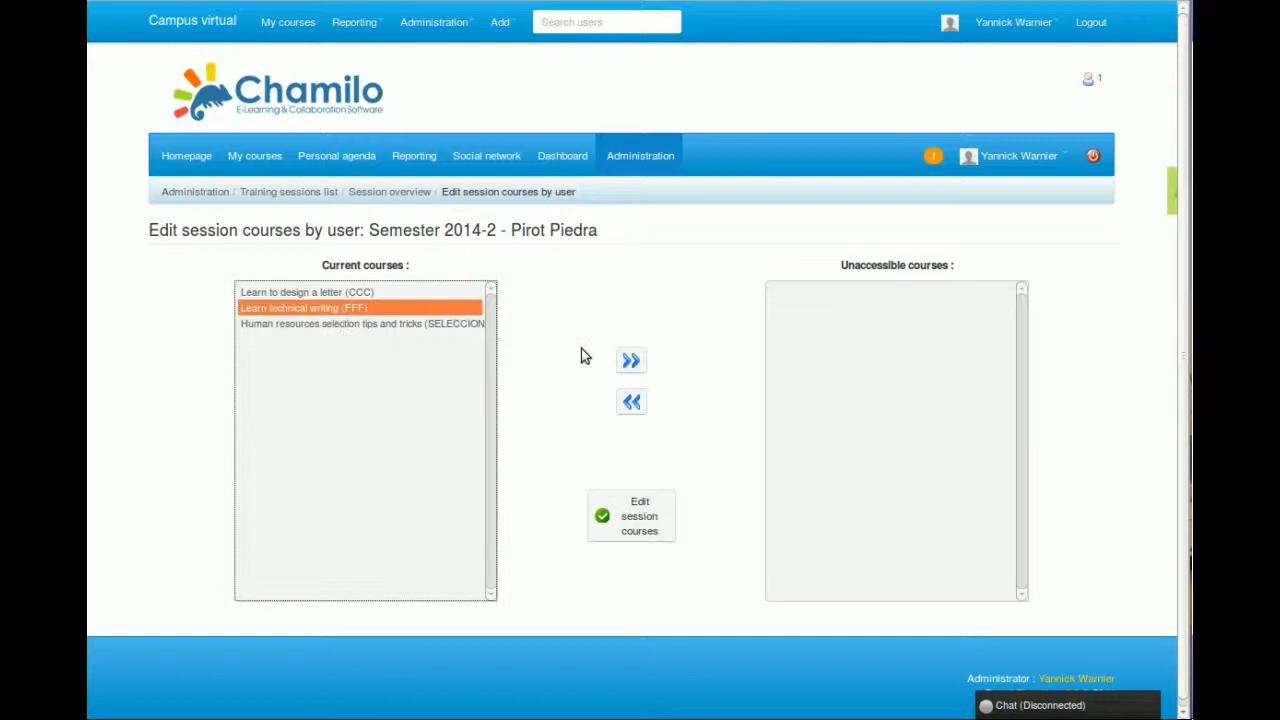 Campus virtual My courses Reporting Administration Add Search users Yannick Warnier Logout
Chamilo
E-Learning & Collaboration Software
1
Homepage My courses Personal agenda Reporting Social network Dashboard Administration Yannick Warnier
Administration / Training sessions list / Session overview / Edit session courses by user
Edit session courses by user: Semester 2014-2 - Pirot Piedra
Current courses : Unaccessible courses :
Learn to design a letter (CCC)
Learn technical writing (FFF)
Human resources selection tips and tricks (SELECCION
Edit
session
courses
Administrator : Yannick Warnier
Chat (Disconnected)